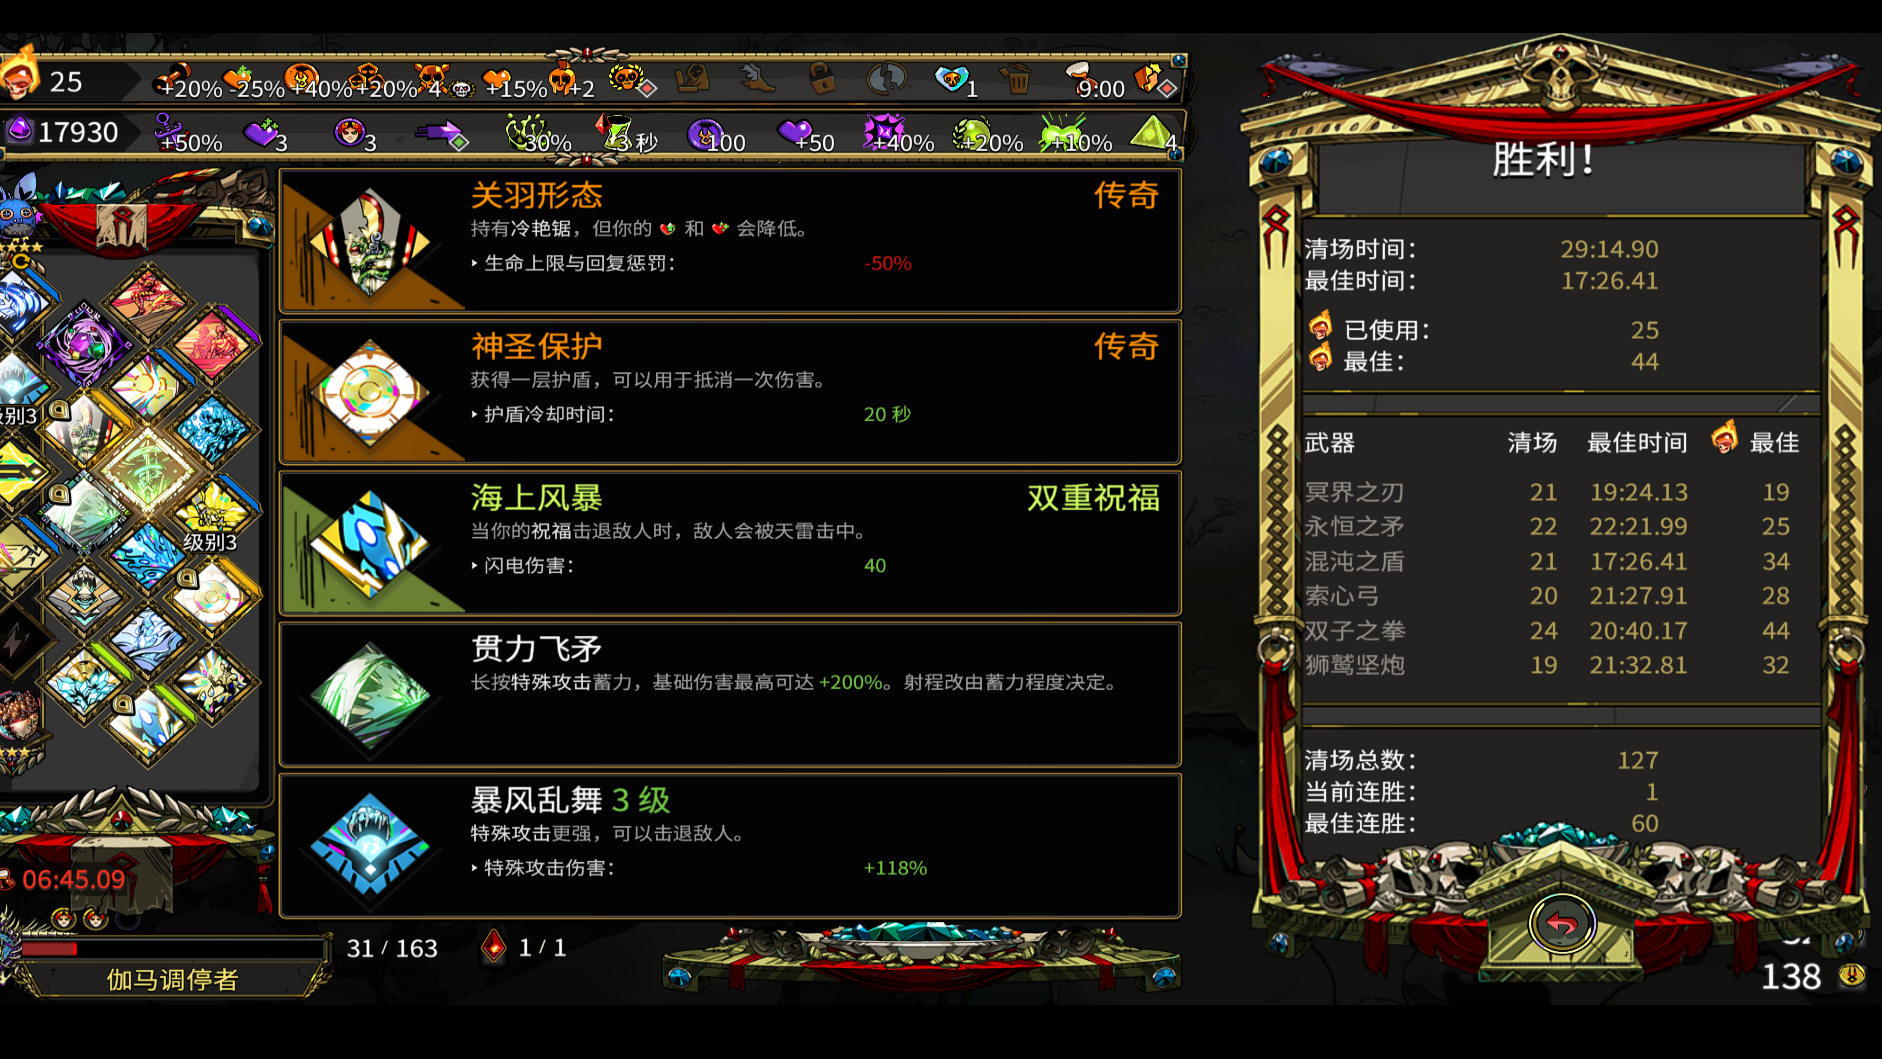 25
+20% -25% +40% +20% 4 +15% +2 1 9:00
17930
+50% 3 3 30% 3 秒 100 +50 +40% +20% +10% 4
关羽形态 传奇
持有冷艳锯，但你的 和 会降低。
生命上限与回复惩罚： -50%
神圣保护 传奇
获得一层护盾，可以用于抵消一次伤害。
护盾冷却时间： 20 秒
海上风暴 双重祝福
当你的祝福击退敌人时，敌人会被天雷击中。
闪电伤害： 40
贯力飞矛
长按特殊攻击蓄力，基础伤害最高可达 +200%。射程改由蓄力程度决定。
暴风乱舞 3 级
特殊攻击更强，可以击退敌人。
特殊攻击伤害： +118%
别3
级别3
06:45.09
31 / 163
1 / 1
伽马调停者
胜利！
清场时间： 29:14.90
最佳时间： 17:26.41
已使用： 25
最佳： 44
武器 清场 最佳时间 最佳
冥界之刃 21 19:24.13 19
永恒之矛 22 22:21.99 25
混沌之盾 21 17:26.41 34
索心弓 20 21:27.91 28
双子之拳 24 20:40.17 44
狮鹫坚炮 19 21:32.81 32
清场总数： 127
当前连胜： 1
最佳连胜： 60
138